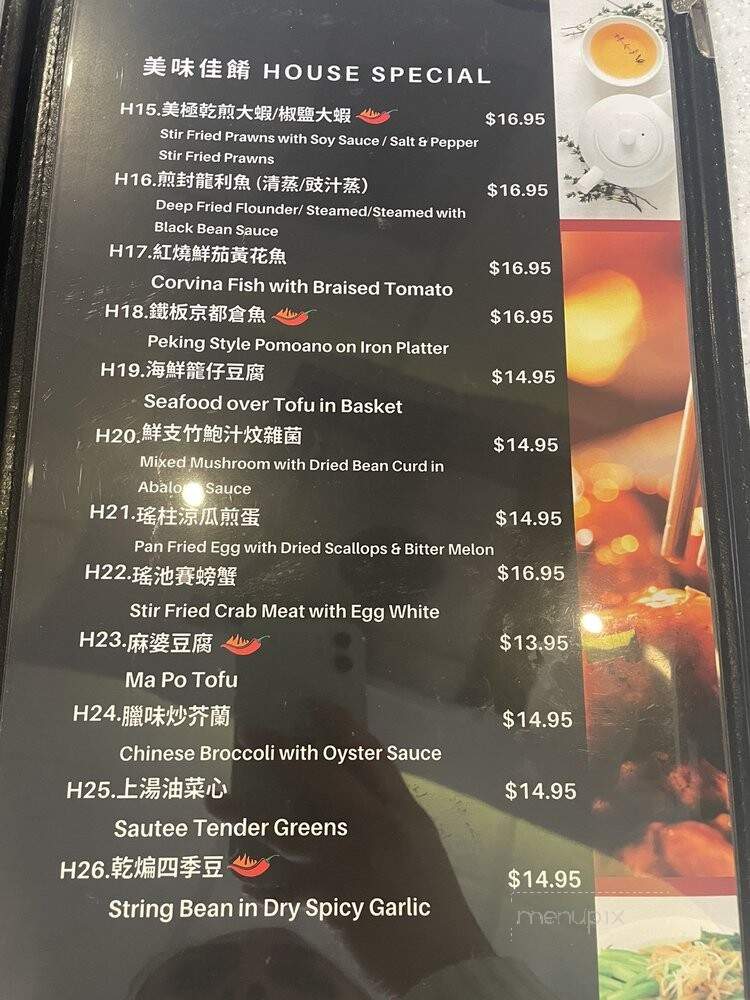 美味佳餚 HOUSE SPECIAL
H15.美極乾煎大蝦/椒鹽大蝦 $16.95
Stir Fried Prawns with Soy Sauce / Salt & Pepper
Stir Fried Prawns
H16.煎封龍利魚 (清蒸/豉汁蒸) $16.95
Deep Fried Flounder/ Steamed/Steamed with
Black Bean Sauce
H17.紅燒鮮茄黃花魚 $16.95
Corvina Fish with Braised Tomato
H18.鐵板京都倉魚 $16.95
Peking Style Pomoano on Iron Platter
H19.海鮮籠仔豆腐 $14.95
Seafood over Tofu in Basket
H20.鮮支竹鮑汁炆雜菌 $14.95
Mixed Mushroom with Dried Bean Curd in
Sauce
H21.瑤柱涼瓜煎蛋 $14.95
Pan Fried Egg with Dried Scallops & Bitter Melon
H22.瑤池賽螃蟹 $16.95
Stir Fried Crab Meat with Egg White
H23.麻婆豆腐 $13.95
Ma Po Tofu
H24.臘味炒芥蘭 $14.95
Chinese Broccoli with Oyster Sauce
H25.上湯油菜心 $14.95
Sautee Tender Greens
H26.乾煸四季豆 $14.95
String Bean in Dry Spicy Garlic
menupix